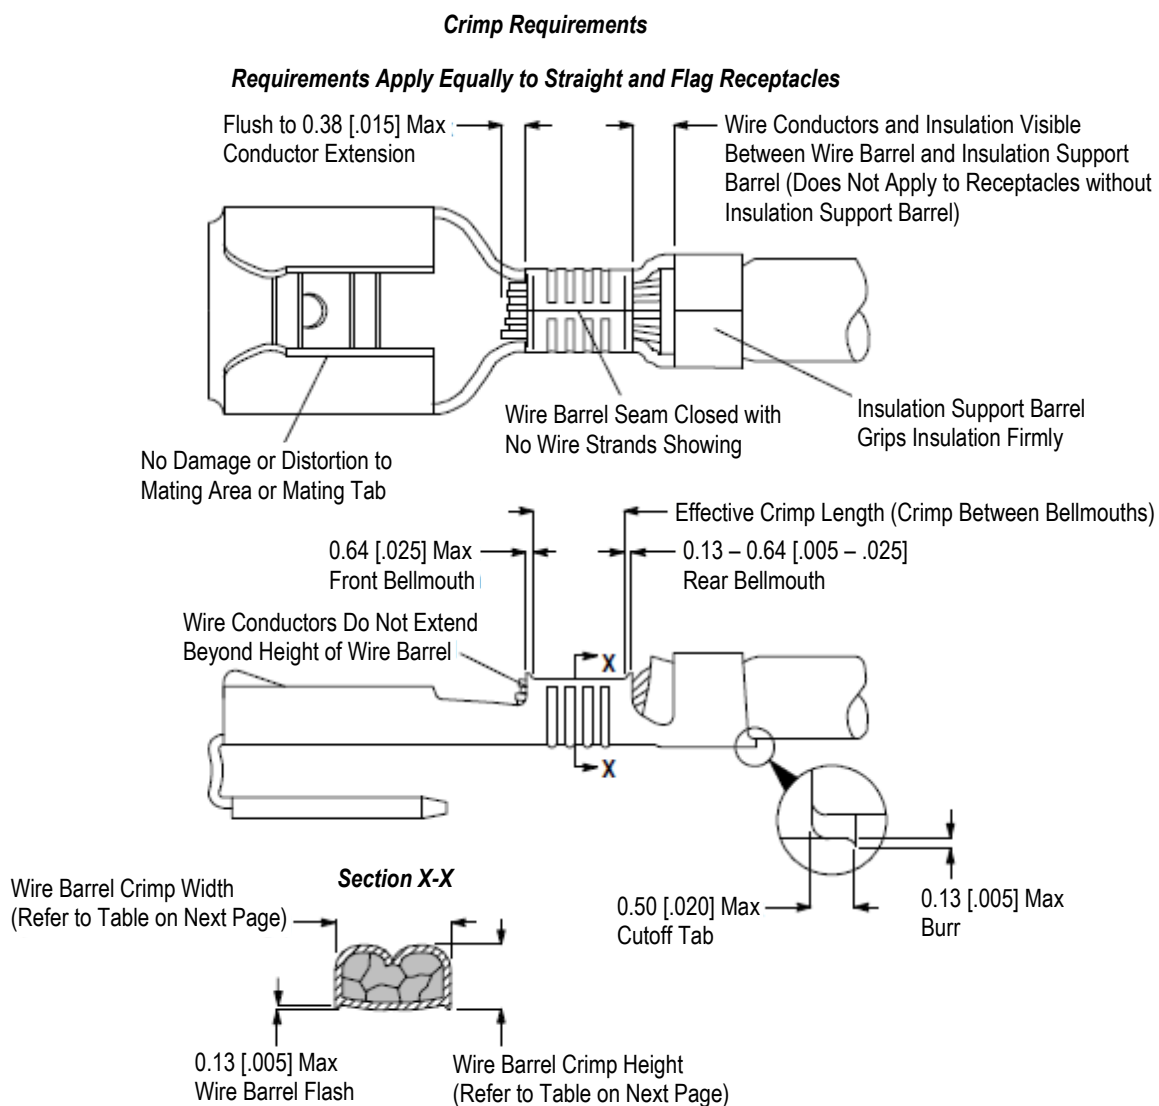 Crimp Requirements
Requirements Apply Equally to Straight and Flag Receptacles
Flush to 0.38 [.015] Max
Conductor Extension
Wire Conductors and Insulation Visible
Between Wire Barrel and Insulation Support
Barrel (Does Not Apply to Receptacles without
Insulation Support Barrel)
Wire Barrel Seam Closed with
No Wire Strands Showing
Insulation Support Barrel
Grips Insulation Firmly
No Damage or Distortion to
Mating Area or Mating Tab
Effective Crimp Length (Crimp Between Bellmouths)
0.64 [.025] Max
Front Bellmouth
0.13 – 0.64 [.005 – .025]
Rear Bellmouth
Wire Conductors Do Not Extend
Beyond Height of Wire Barrel
X
X
Section X-X
Wire Barrel Crimp Width
(Refer to Table on Next Page)
0.50 [.020] Max
Cutoff Tab
0.13 [.005] Max
Burr
0.13 [.005] Max
Wire Barrel Flash
Wire Barrel Crimp Height
(Refer to Table on Next Page)